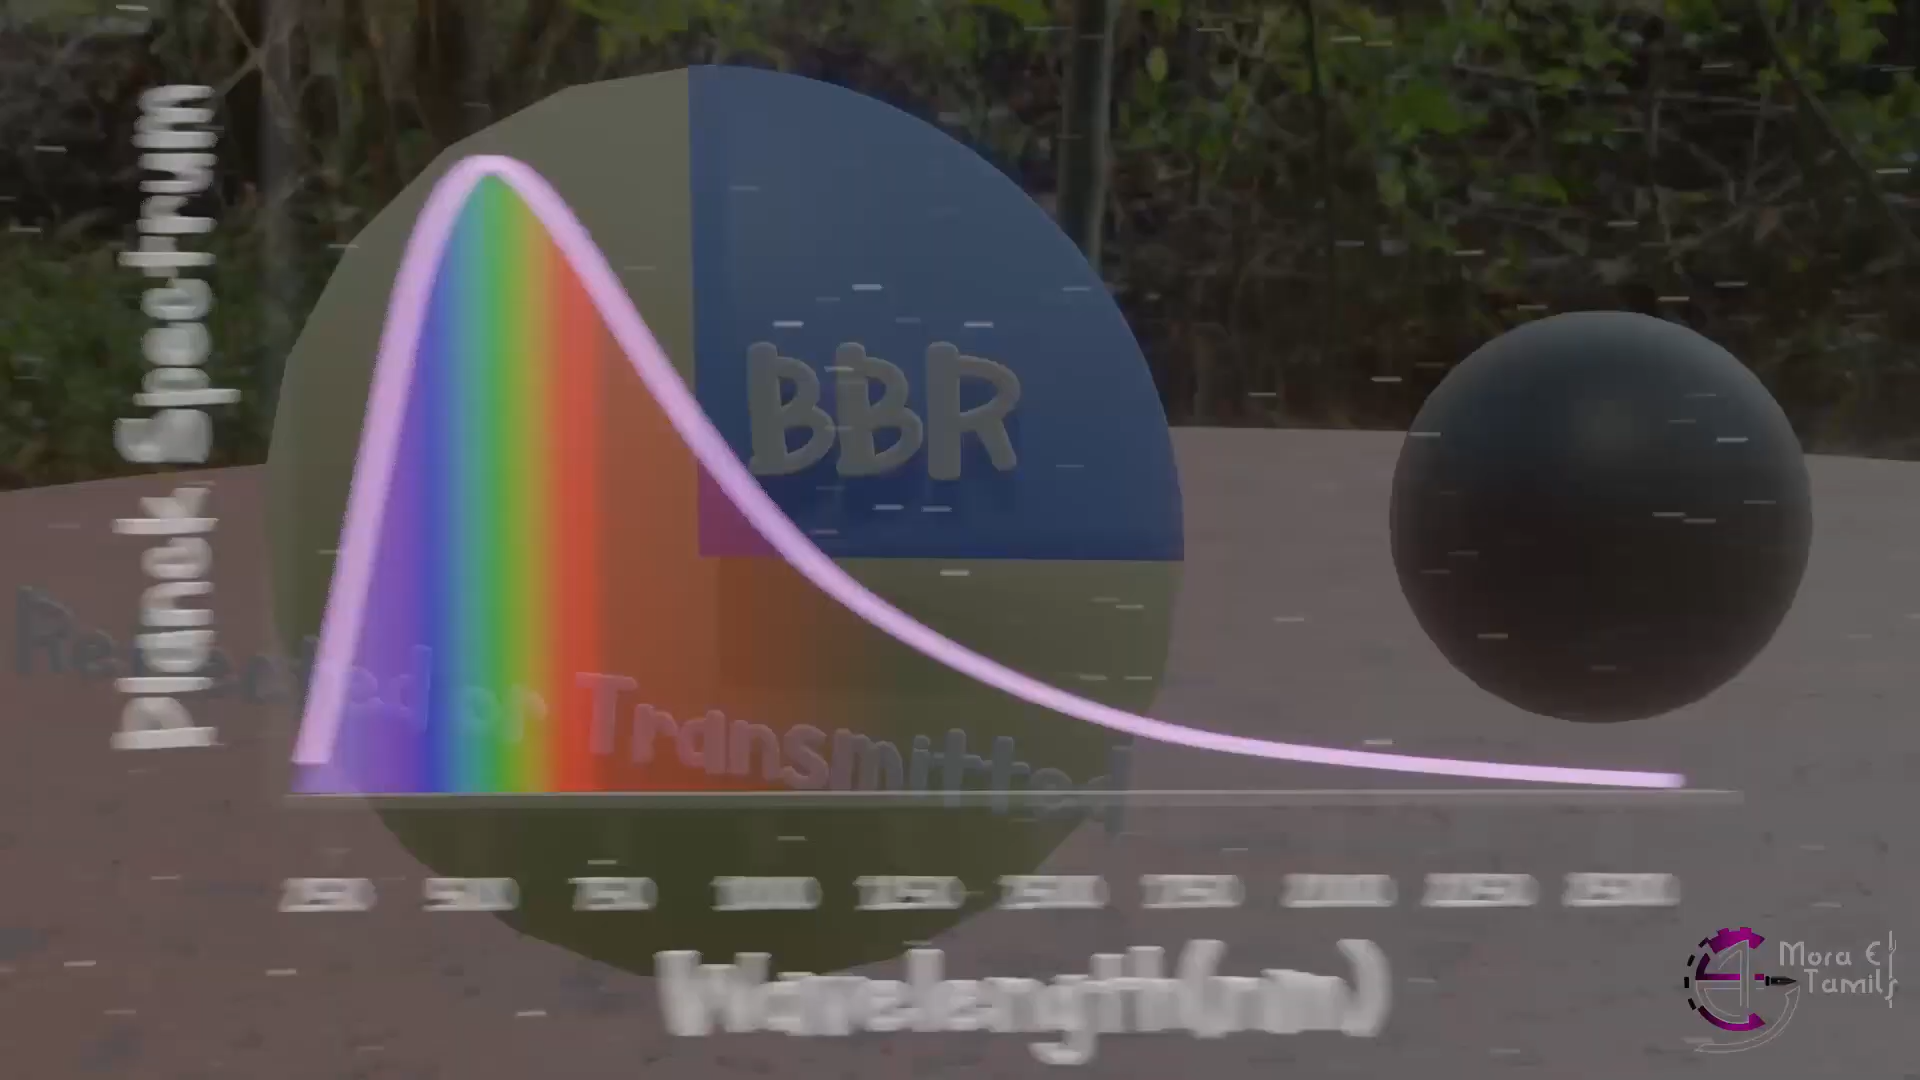 Planck Spectrum
BBR
Reflected or Transmitted
250 500 750 1000 1250 1500 1750 2000 2250 2500
Wavelength(nm)
Mora E
Tamils